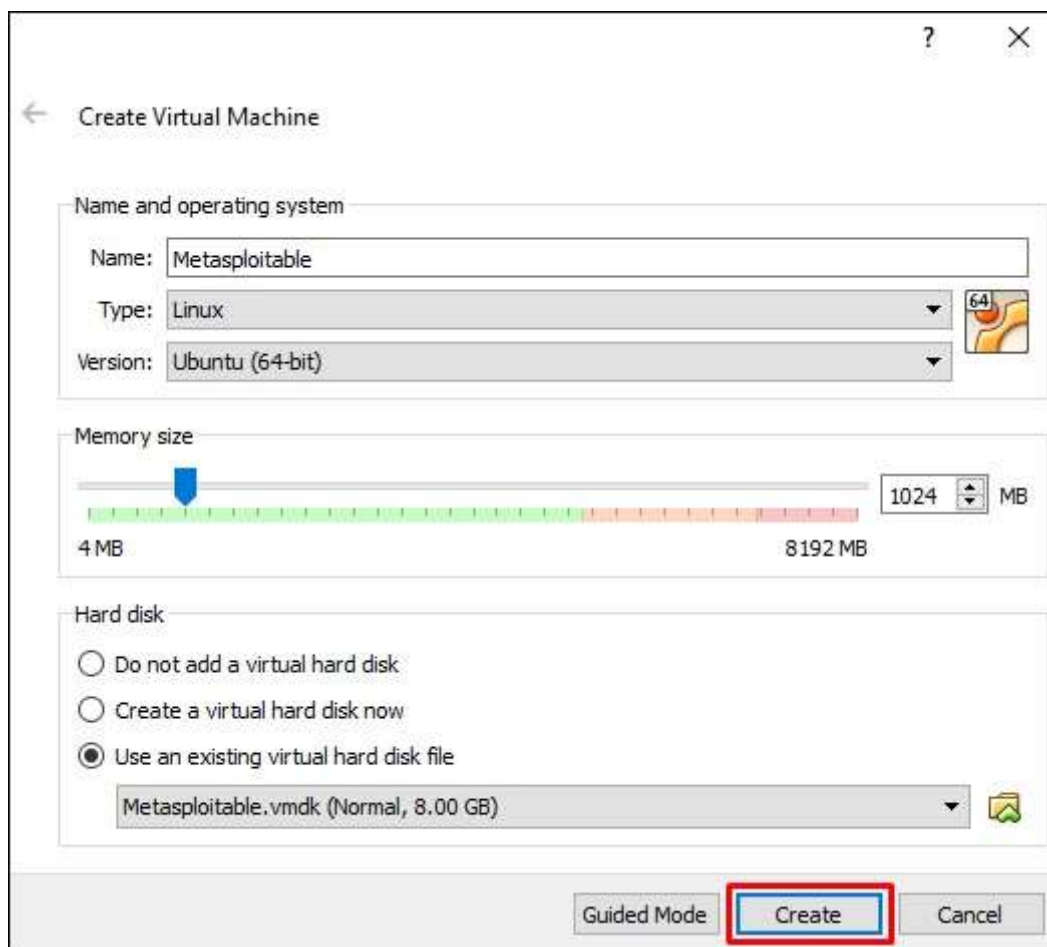 ?
Create Virtual Machine
Name and operating system
Name: Metasploitable
Type: Linux
64
Version: Ubuntu (64-bit)
Memory size
1024 MB
4 MB 8192 MB
Hard disk
Do not add a virtual hard disk
Create a virtual hard disk now
Use an existing virtual hard disk file
Metasploitable.vmdk (Normal, 8.00 GB)
Guided Mode Create Cancel